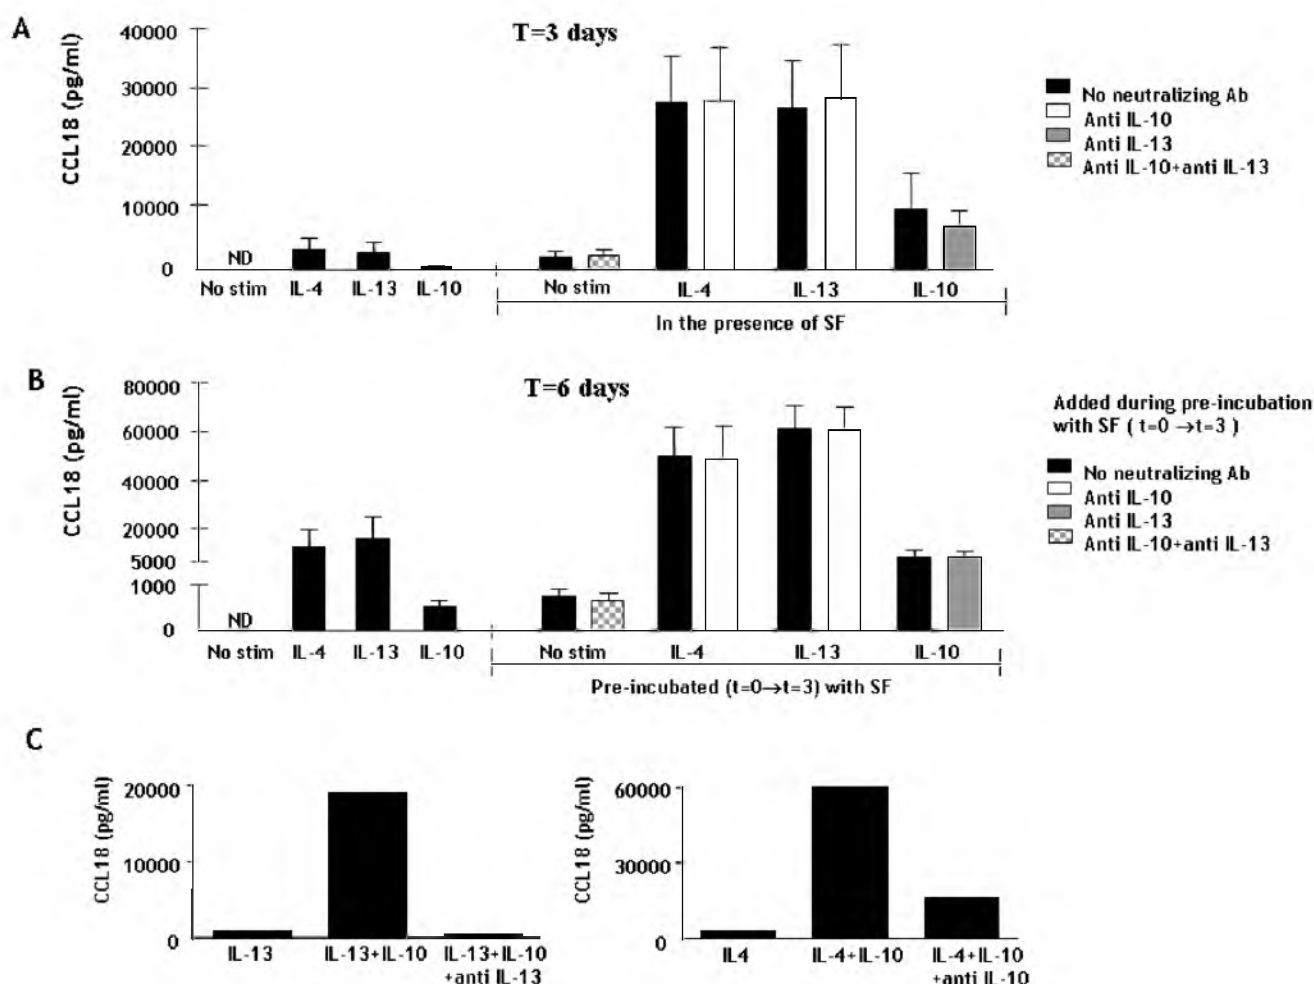 A
T=3 days
CCL18 (pg/ml)
40000
30000
20000
10000
0
ND
No stim IL-4 IL-13 IL-10 No stim IL-4 IL-13 IL-10
In the presence of SF
No neutralizing Ab
Anti IL-10
Anti IL-13
Anti IL-10+anti IL-13
B
T=6 days
CCL18 (pg/ml)
80000
60000
40000
20000
5000
1000
0
ND
No stim IL-4 IL-13 IL-10 No stim IL-4 IL-13 IL-10
Pre-incubated (t=0→t=3) with SF
Added during pre-incubation
with SF ( t=0 →t=3 )
No neutralizing Ab
Anti IL-10
Anti IL-13
Anti IL-10+anti IL-13
C
CCL18 (pg/ml)
20000
10000
0
IL-13 IL-13+IL-10 IL-13+IL-10
+anti IL-13
CCL18 (pg/ml)
60000
30000
0
IL4 IL-4+IL-10 IL-4+IL-10
+anti IL-10